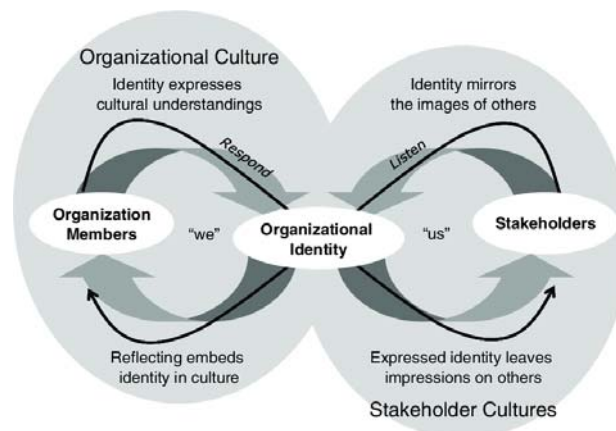 Organizational Culture
Identity expresses
cultural understandings
Identity mirrors
the images of others
Respond
Listen
Organization
Members
"we"
Organizational
Identity
"us"
Stakeholders
Reflecting embeds
identity in culture
Expressed identity leaves
impressions on others
Stakeholder Cultures